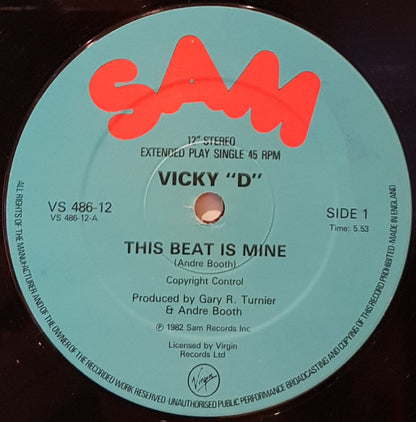 SAM
12" STEREO
EXTENDED PLAY SINGLE 45 RPM
VICKY "D"
VS 486-12
VS 486-12-A
SIDE 1
Time: 5.53
THIS BEAT IS MINE
(Andre Booth)
Copyright Control
Produced by Gary R. Turnier
& Andre Booth
℗ 1982 Sam Records Inc
Licensed by Virgin
Records Ltd
Virgin
ALL RIGHTS OF THE MANUFACTURER AND OF THE OWNER OF THE RECORDED WORK RESERVED · UNAUTHORISED PUBLIC PERFORMANCE BROADCASTING AND COPYING OF THIS RECORD PROHIBITED · MADE IN ENGLAND